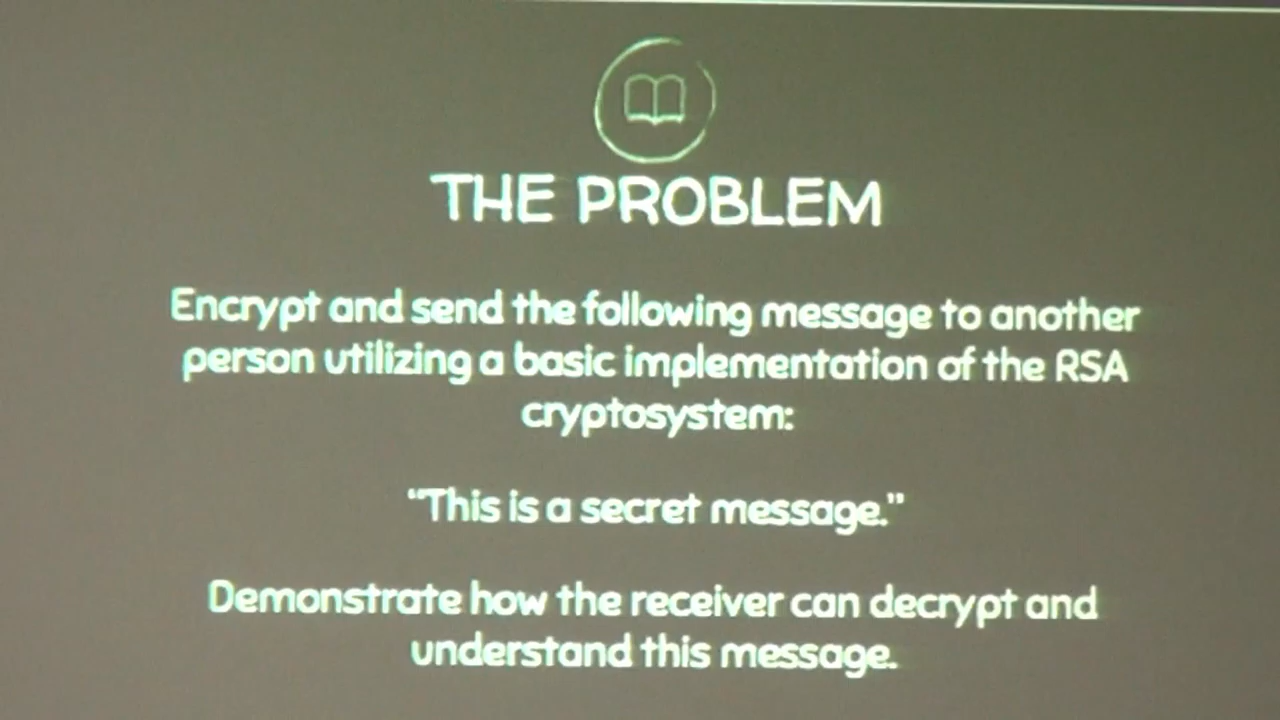 THE PROBLEM
Encrypt and send the following message to another
person utilizing a basic implementation of the RSA
cryptosystem:
“This is a secret message.”
Demonstrate how the receiver can decrypt and
understand this message.